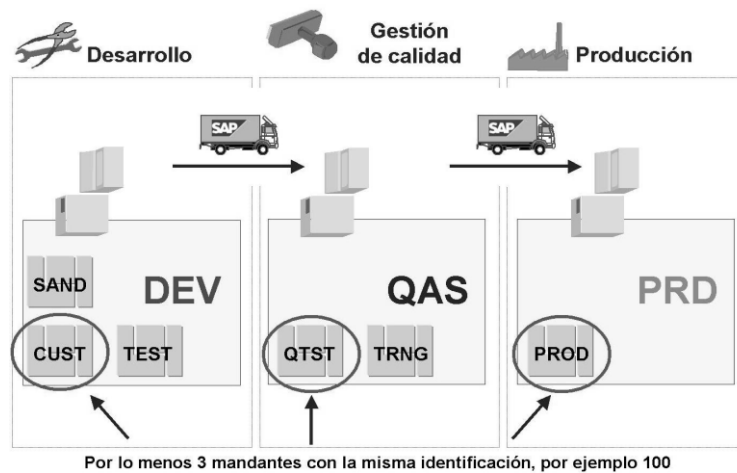 Desarrollo
Gestión
de calidad
Producción
SAP
SAP
DEV
SAND
CUST
TEST
QAS
QTST
TRNG
PRD
PROD
Por lo menos 3 mandantes con la misma identificación, por ejemplo 100